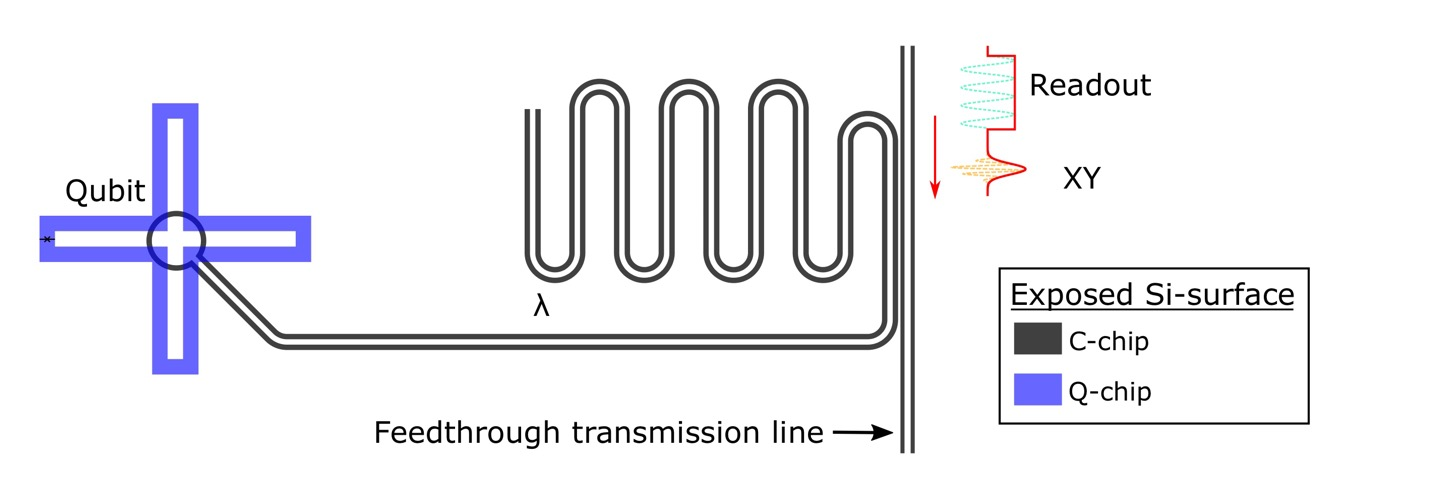 Readout
Qubit
XY
λ
Exposed Si-surface
C-chip
Q-chip
Feedthrough transmission line